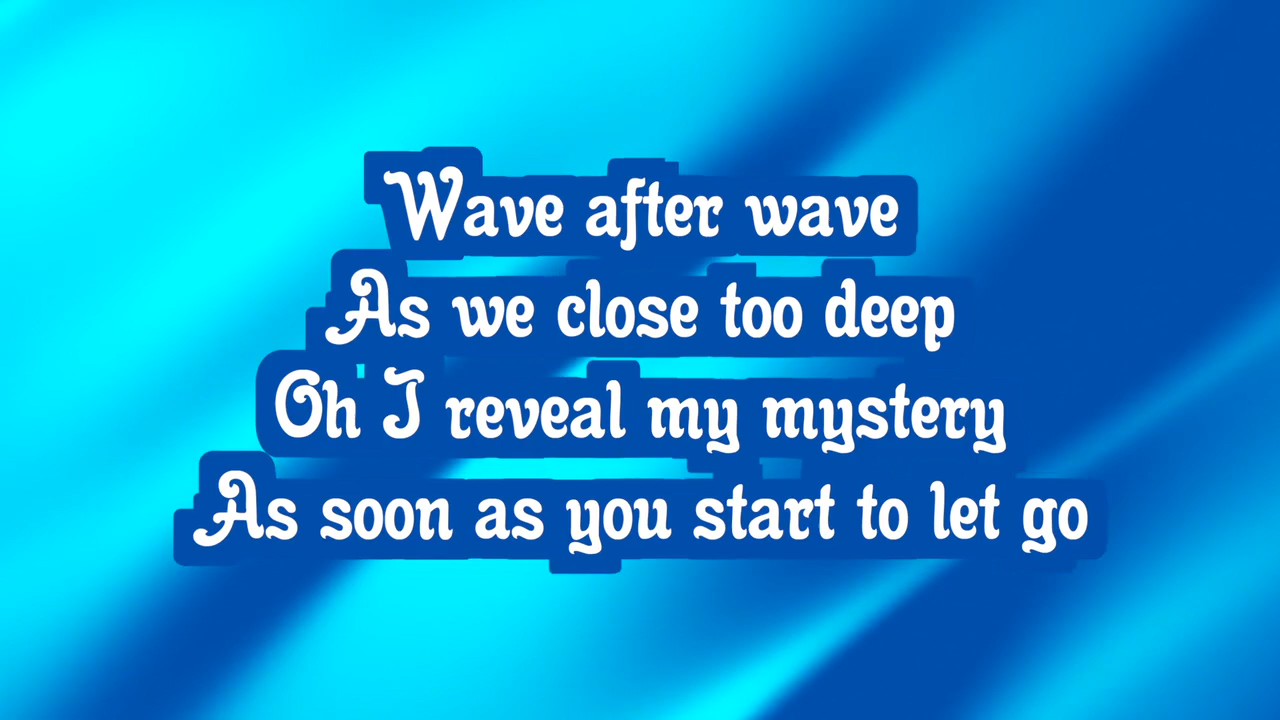 Wave after wave
As we close too deep
Oh I reveal my mystery
As soon as you start to let go